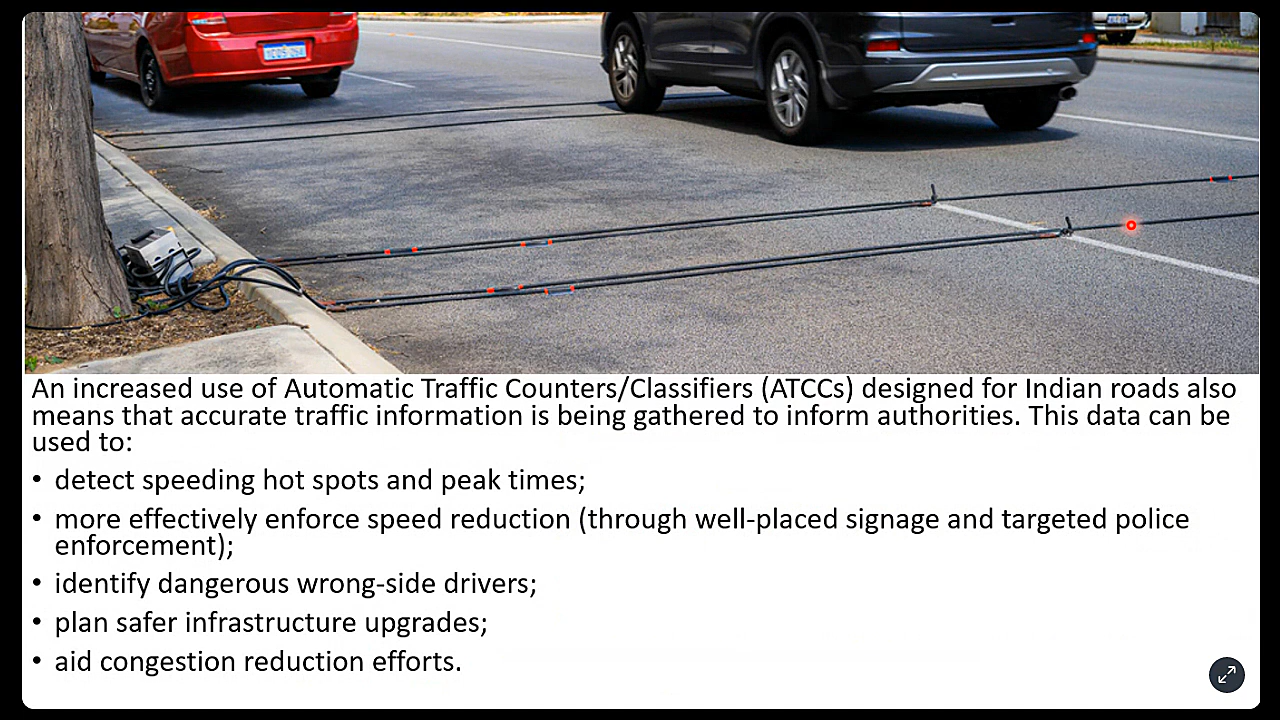 An increased use of Automatic Traffic Counters/Classifiers (ATCCs) designed for Indian roads also
means that accurate traffic information is being gathered to inform authorities. This data can be
used to:
• detect speeding hot spots and peak times;
• more effectively enforce speed reduction (through well-placed signage and targeted police
enforcement);
• identify dangerous wrong-side drivers;
• plan safer infrastructure upgrades;
• aid congestion reduction efforts.